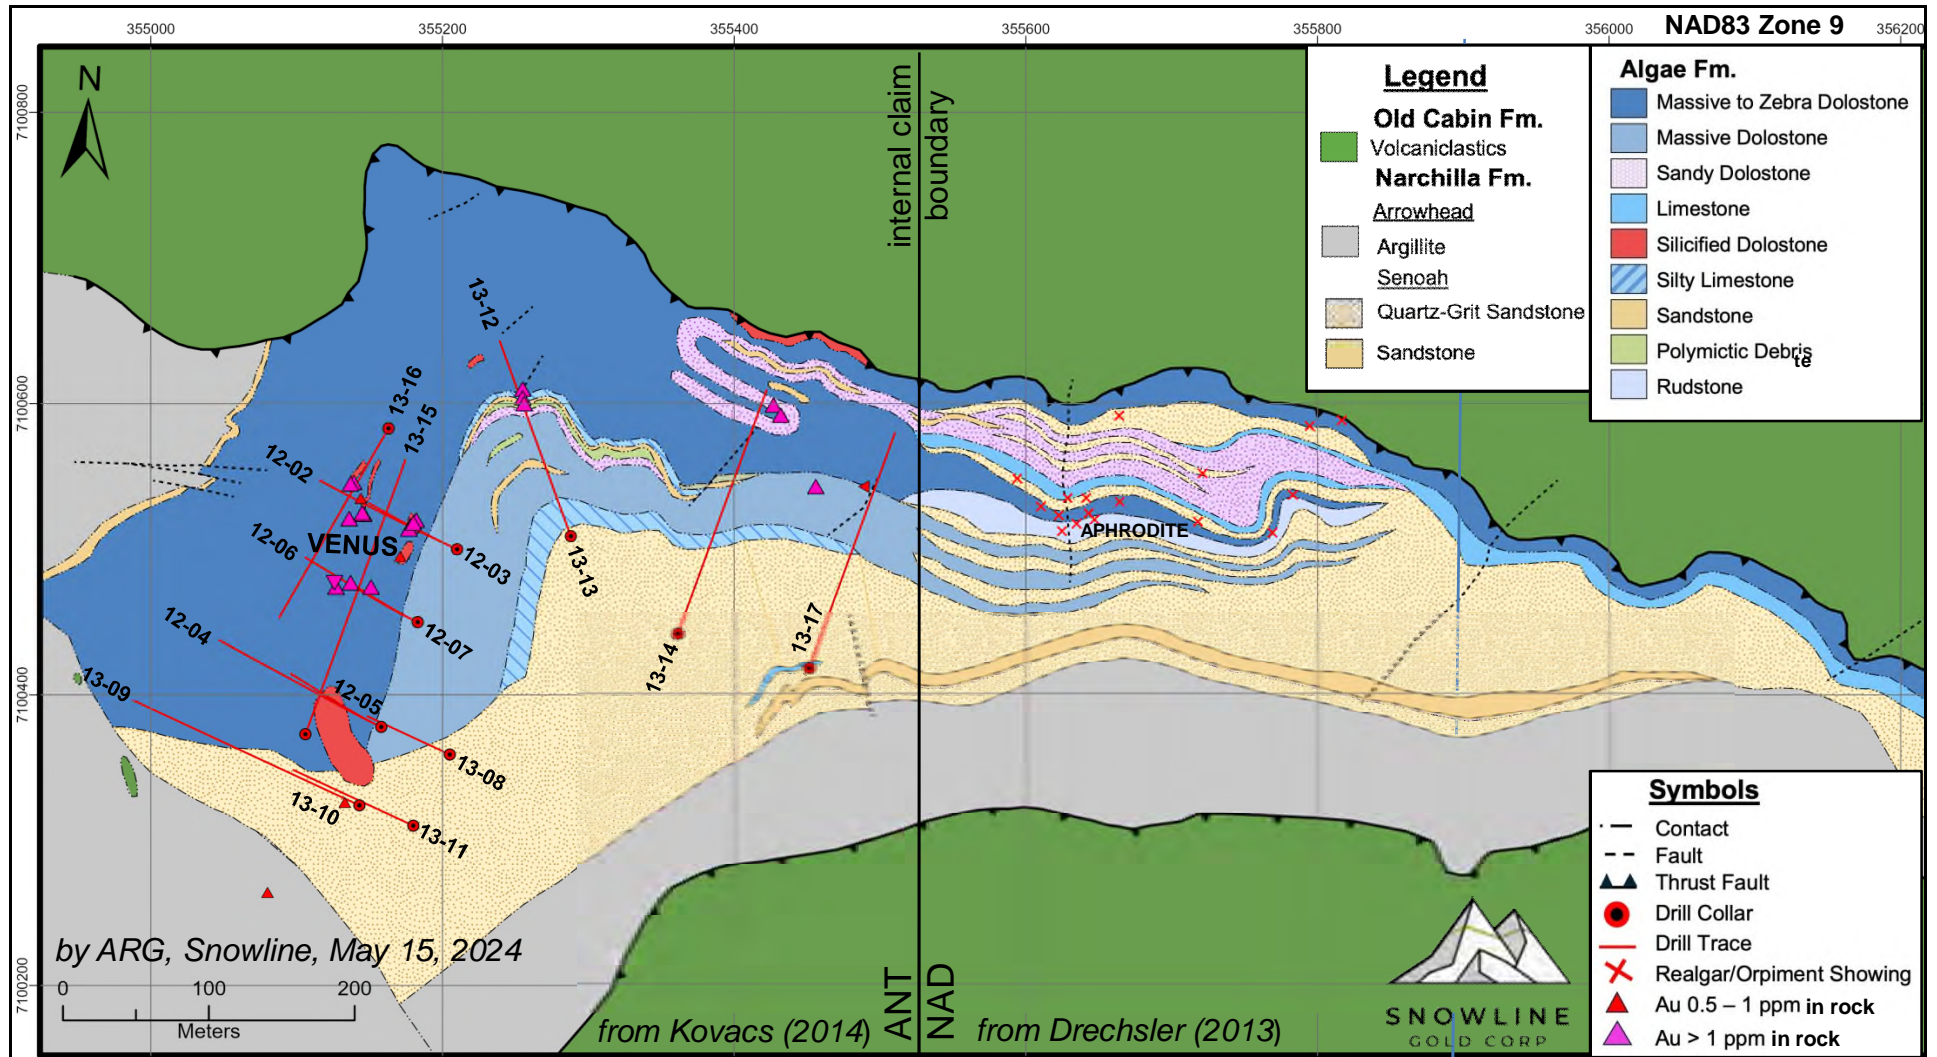 NAD83 Zone 9
355000
355200
355400
355600
355800
356000
356200
7100800
7100600
7100400
7100200
N
internal claim
boundary
Legend
Old Cabin Fm.
Volcaniclastics
Narchilla Fm.
Arrowhead
Argillite
Senoah
Quartz-Grit Sandstone
Sandstone
Algae Fm.
Massive to Zebra Dolostone
Massive Dolostone
Sandy Dolostone
Limestone
Silicified Dolostone
Silty Limestone
Sandstone
Polymictic Debris
te
Rudstone
13-12
13-16
13-15
12-02
12-06
VENUS
12-03
13-13
12-07
12-04
13-09
12-05
13-08
13-10
13-11
13-14
13-17
APHRODITE
by ARG, Snowline, May 15, 2024
0 100 200
Meters
from Kovacs (2014)
ANT
NAD
from Drechsler (2013)
SNOWLINE
GOLD CORP
Symbols
Contact
Fault
Thrust Fault
Drill Collar
Drill Trace
Realgar/Orpiment Showing
Au 0.5 – 1 ppm in rock
Au > 1 ppm in rock